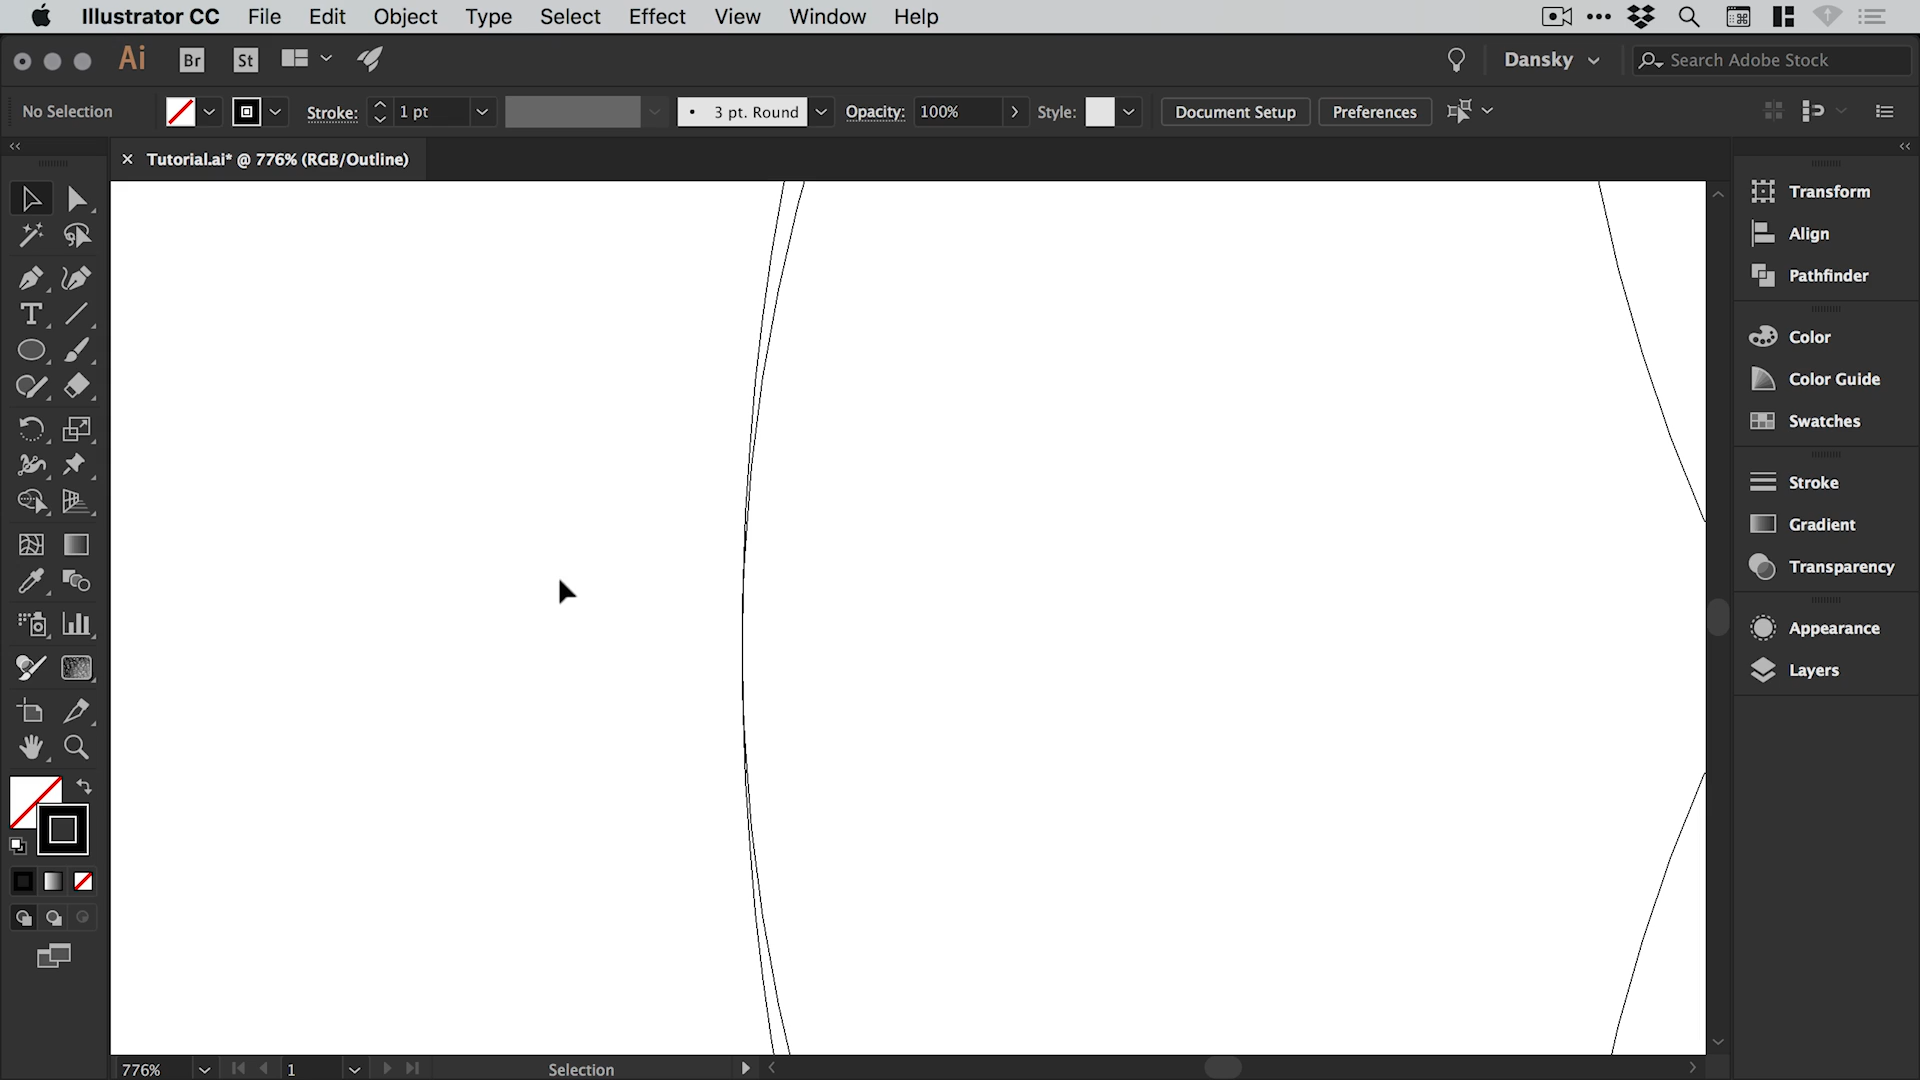 Illustrator CC File Edit Object Type Select Effect View Window Help
Ai Br St Dansky Search Adobe Stock
No Selection Stroke: 1 pt 3 pt. Round Opacity: 100% Style: Document Setup Preferences
Tutorial.ai* @ 776% (RGB/Outline)
Transform
Align
Pathfinder
Color
Color Guide
Swatches
Stroke
Gradient
Transparency
Appearance
Layers
776% 1 Selection